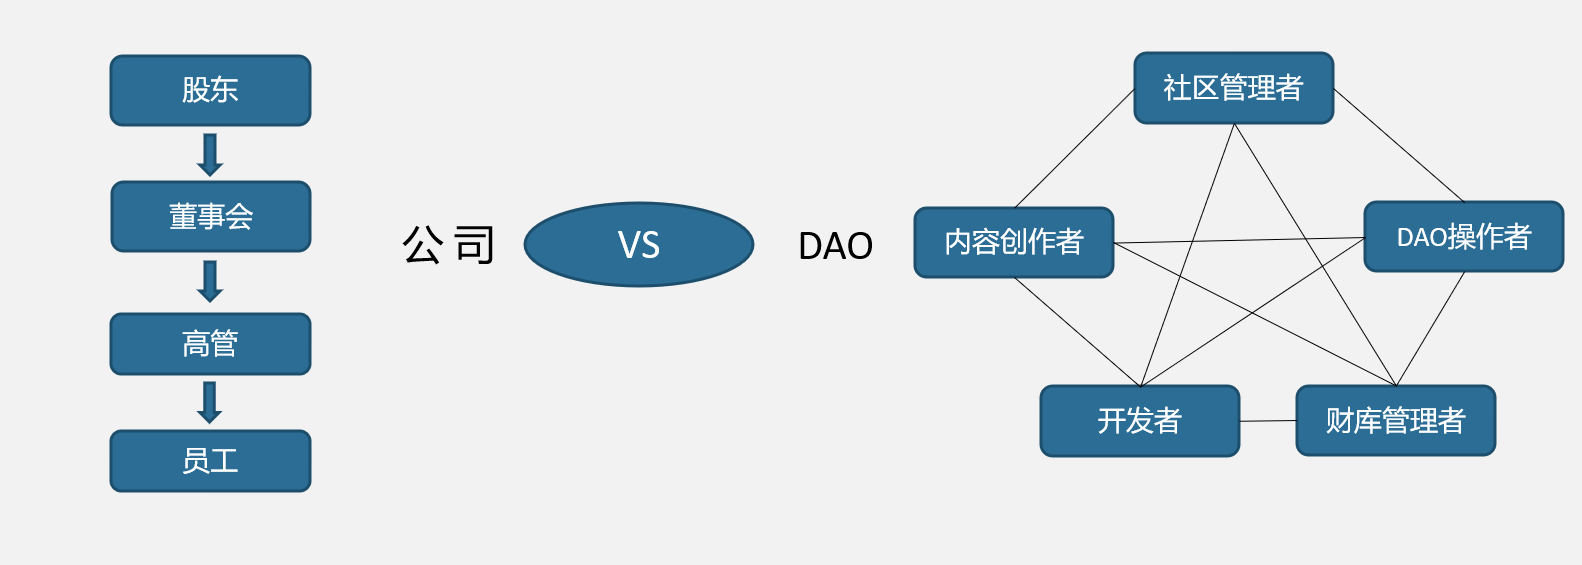 股东
董事会
高管
员工
公司
VS
DAO
社区管理者
内容创作者
DAO操作者
开发者
财库管理者